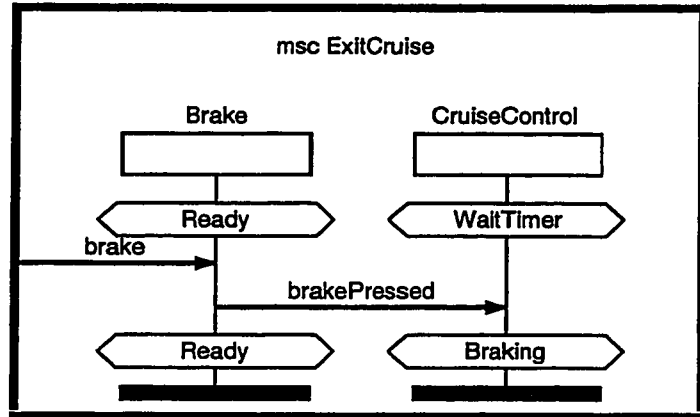 msc ExitCruise
Brake
CruiseControl
Ready
WaitTimer
brake
brakePressed
Ready
Braking